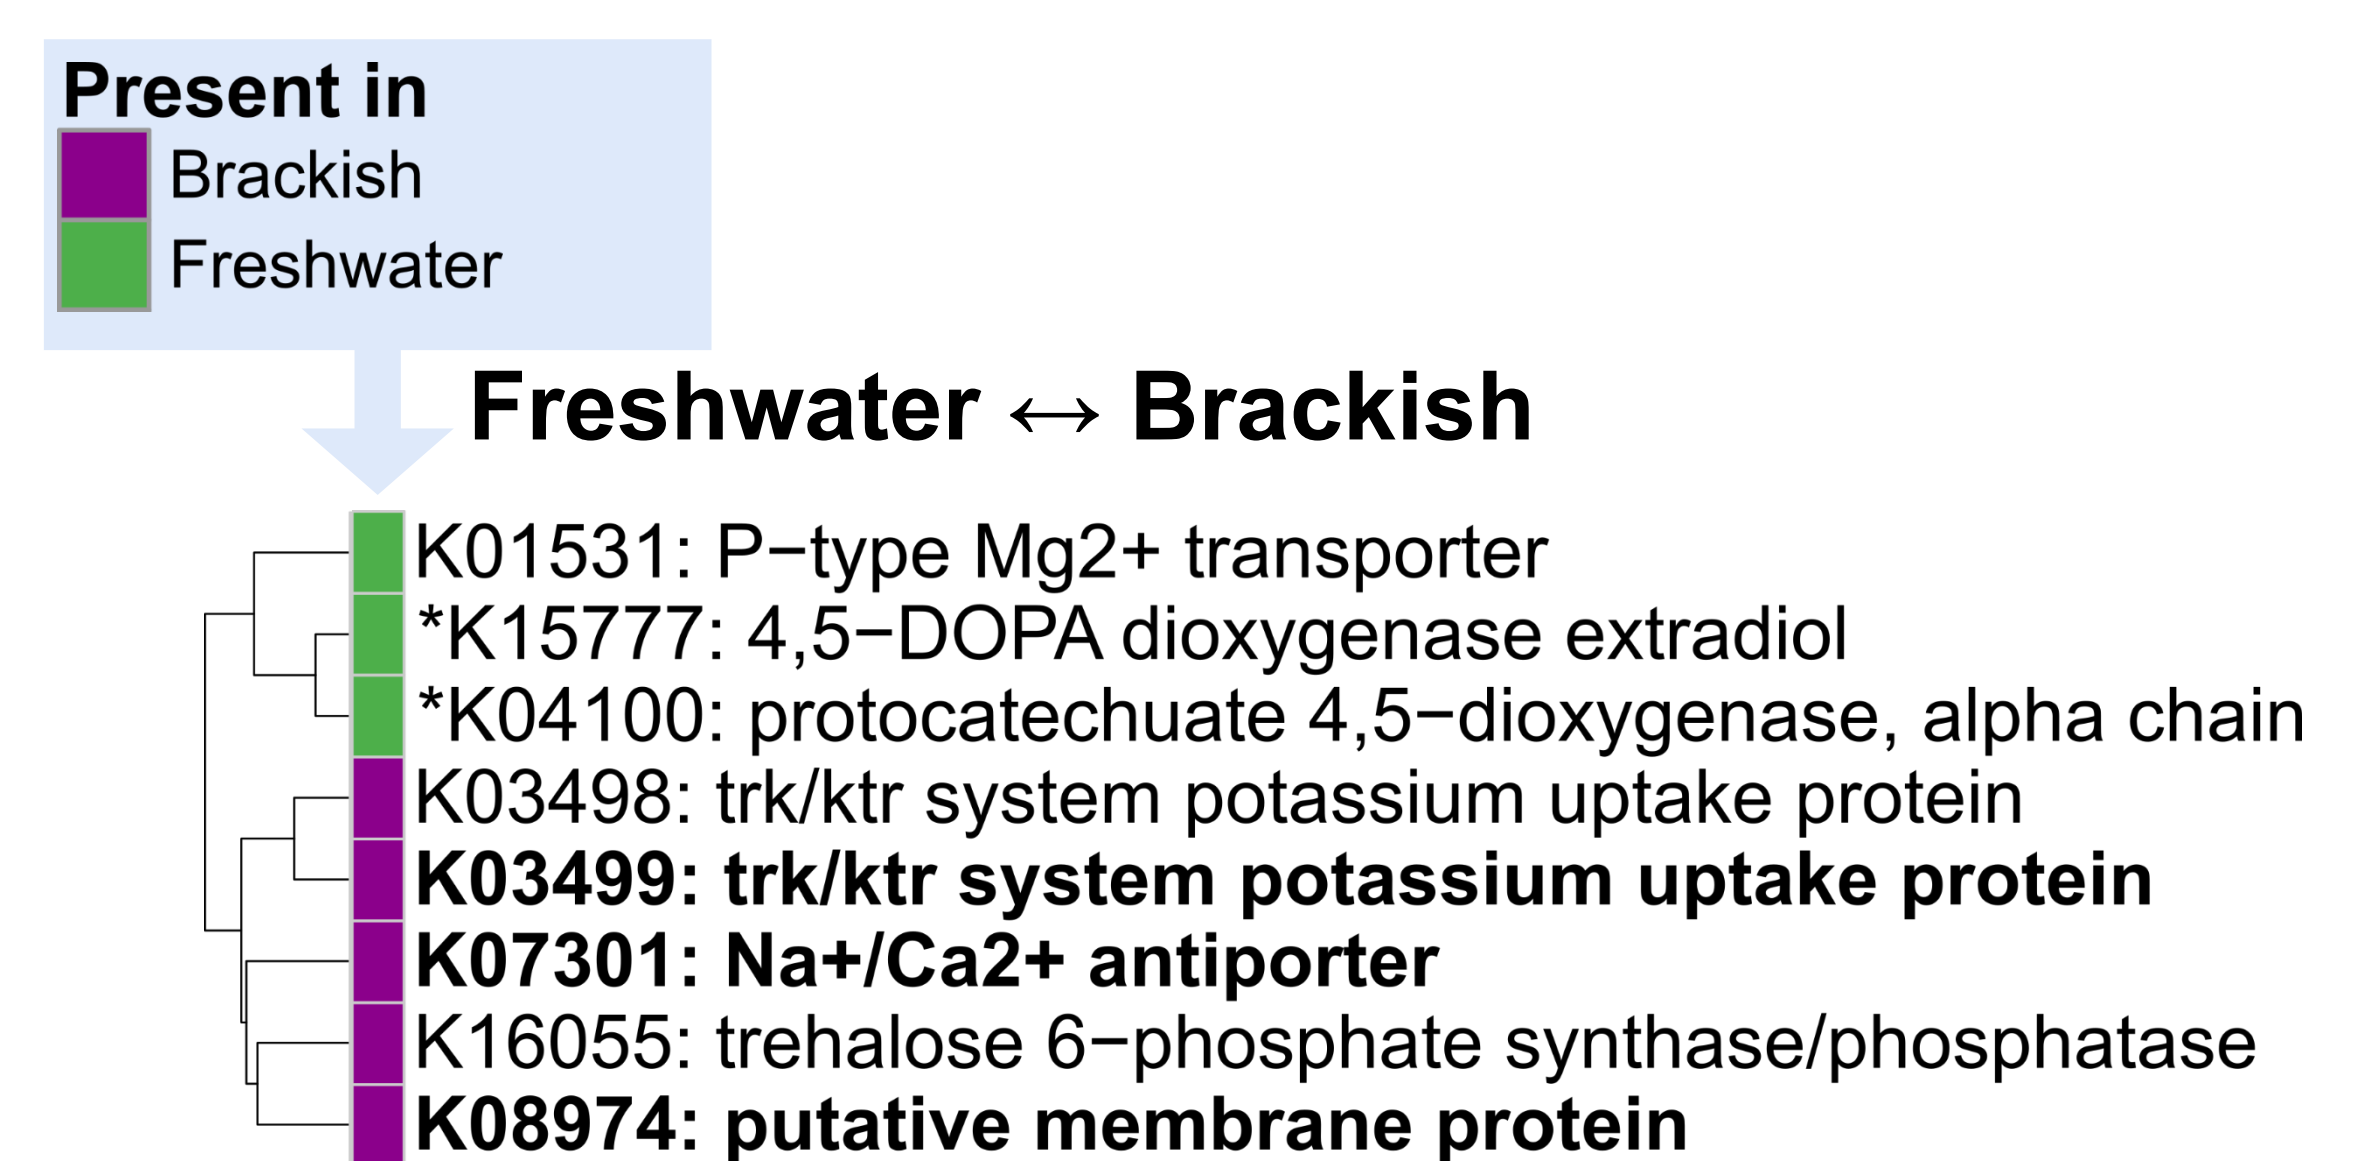 Present in
Brackish
Freshwater
Freshwater ↔ Brackish
K01531: P−type Mg2+ transporter
*K15777: 4,5−DOPA dioxygenase extradiol
*K04100: protocatechuate 4,5−dioxygenase, alpha chain
K03498: trk/ktr system potassium uptake protein
K03499: trk/ktr system potassium uptake protein
K07301: Na+/Ca2+ antiporter
K16055: trehalose 6−phosphate synthase/phosphatase
K08974: putative membrane protein